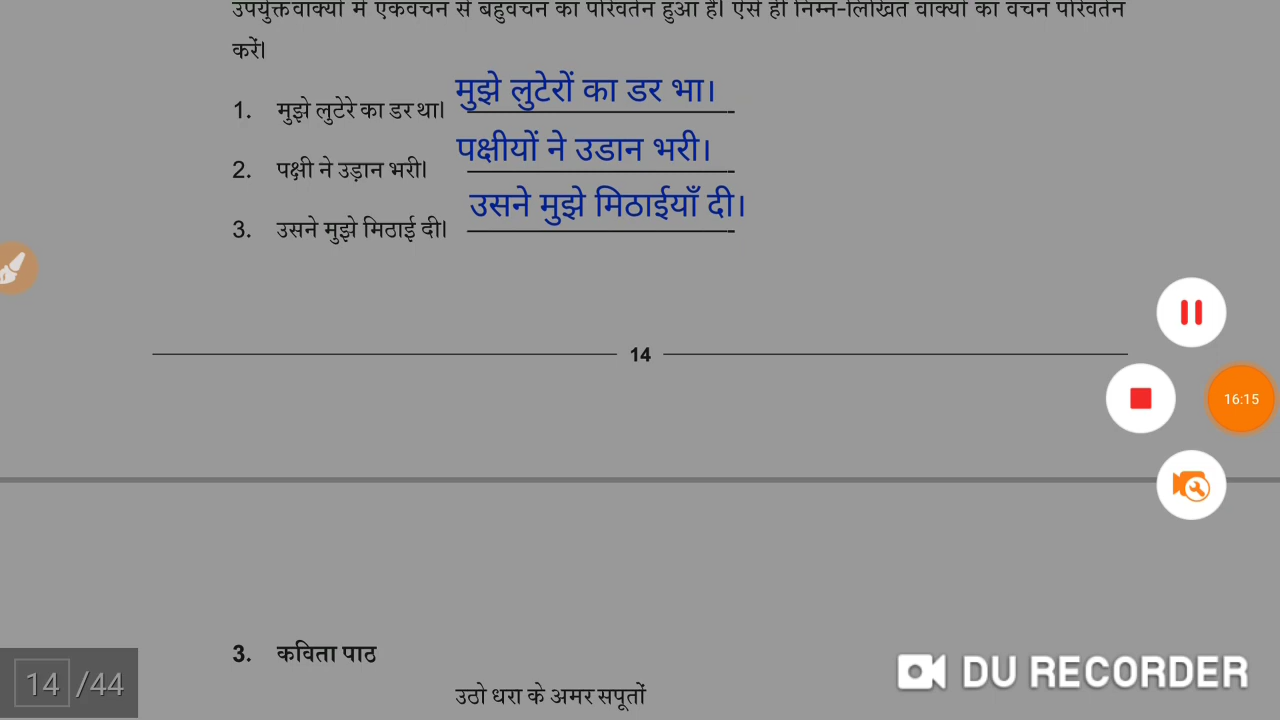 उपर्युक्त वाक्यों में एकवचन से बहुवचन का परिवर्तन हुआ है। ऐसे ही निम्न-लिखित वाक्यों का वचन परिवर्तन
करें।
1. मुझे लुटेरे का डर था। मुझे लुटेरों का डर भा।
2. पक्षी ने उड़ान भरी। पक्षीयों ने उडान भरी।
3. उसने मुझे मिठाई दी। उसने मुझे मिठाईयाँ दी।
14
16:15
3. कविता पाठ
उठो धरा के अमर सपूतों
14 /44
DU RECORDER